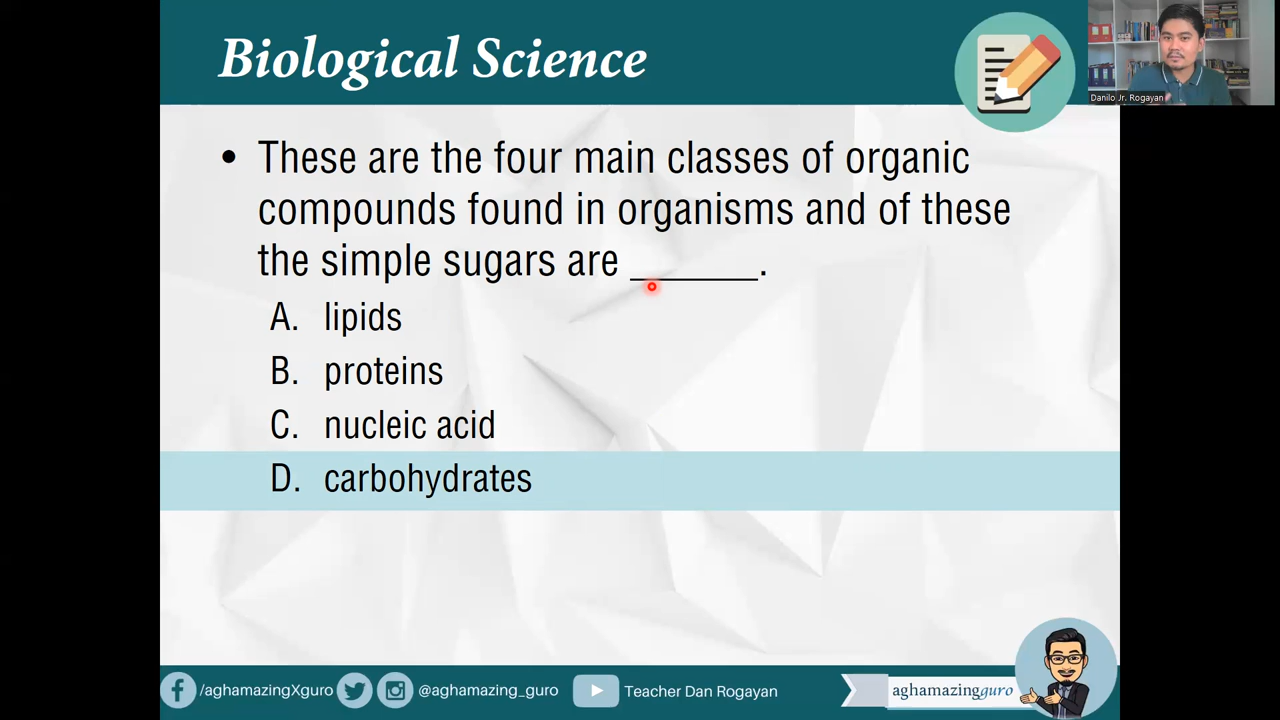 Biological Science
Danilo Jr. Rogayan
• These are the four main classes of organic
compounds found in organisms and of these
the simple sugars are ______.
A. lipids
B. proteins
C. nucleic acid
D. carbohydrates
/aghamazingXguro
@aghamazing_guro
Teacher Dan Rogayan
aghamazingguro